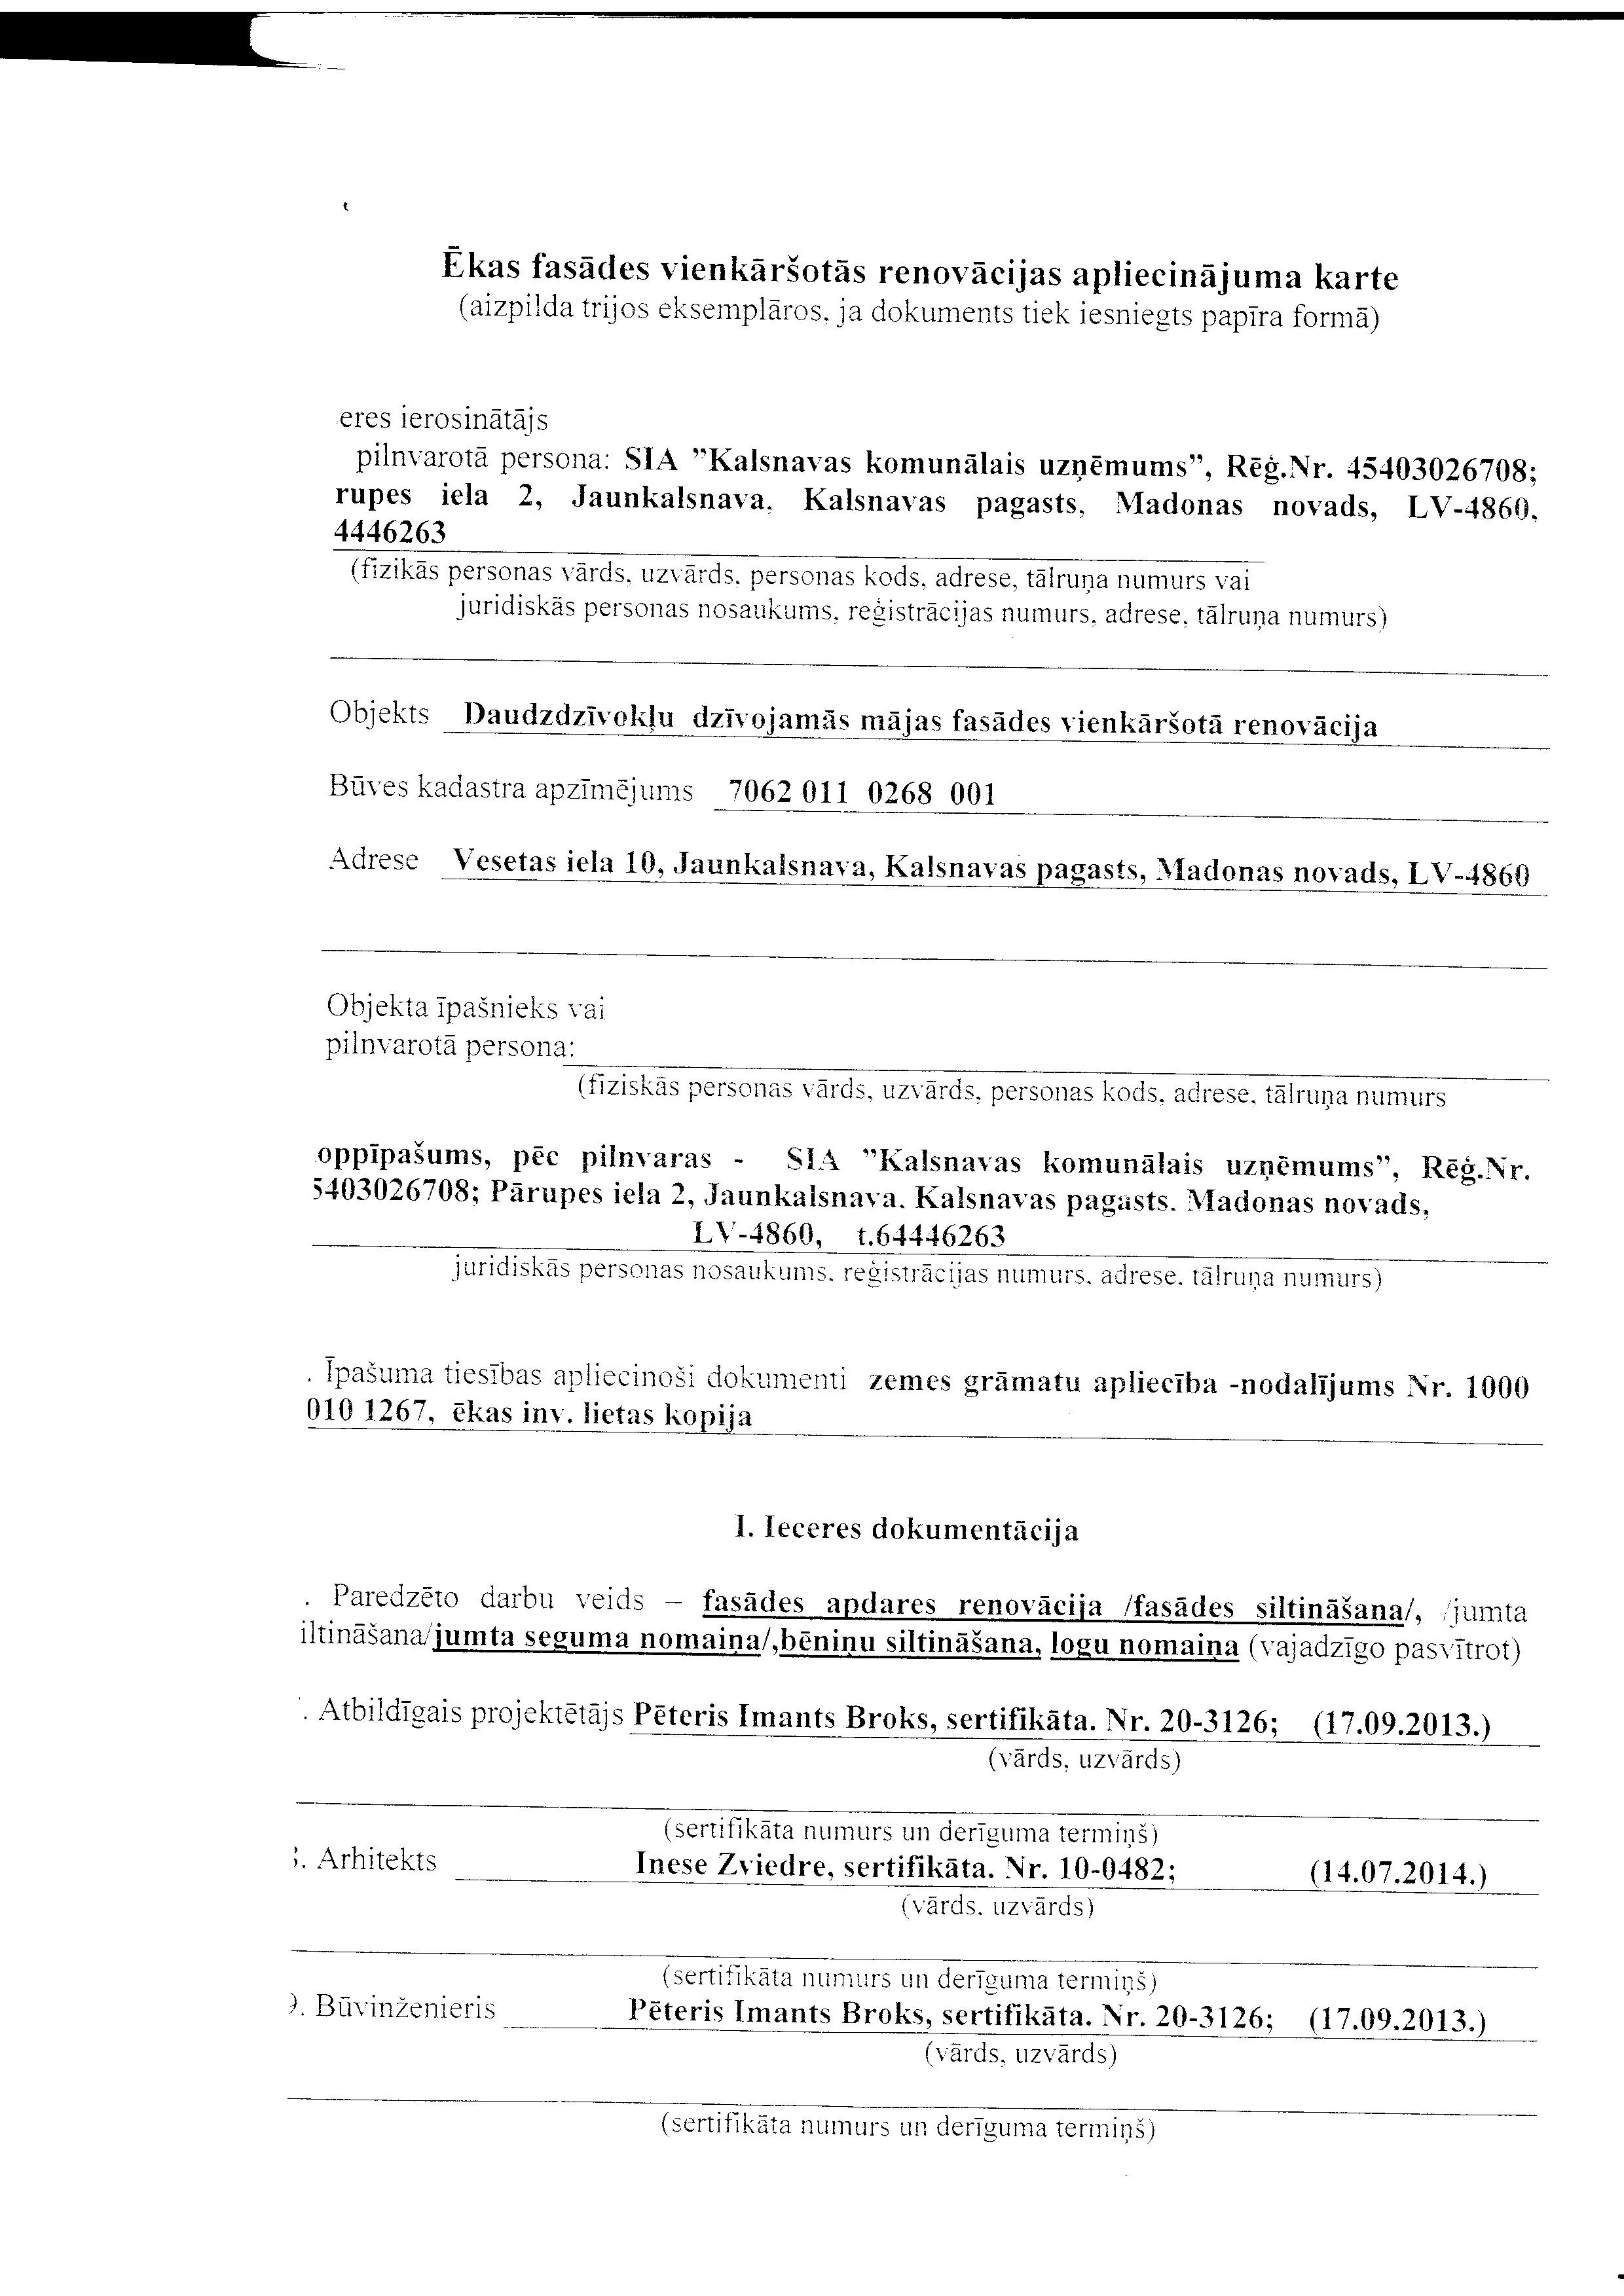 Ēkas fasādes vienkāršotās renovācijas apliecinājuma karte
(aizpilda trijos eksemplāros, ja dokuments tiek iesniegts papīra formā)
eres ierosinātājs
pilnvarotā persona: SIA ”Kalsnavas komunālais uzņēmums”, Rēģ.Nr. 45403026708;
rupes iela 2, Jaunkalsnava, Kalsnavas pagasts, Madonas novads, LV-4860,
4446263
(fizikās personas vārds, uzvārds, personas kods, adrese, tālruņa numurs vai
juridiskās personas nosaukums, reģistrācijas numurs, adrese, tālruņa numurs)
Objekts Daudzdzīvokļu dzīvojamās mājas fasādes vienkāršotā renovācija
Būves kadastra apzīmējums 7062 011 0268 001
Adrese Vesetas iela 10, Jaunkalsnava, Kalsnavas pagasts, Madonas novads, LV-4860
Objekta īpašnieks vai
pilnvarotā persona:
(fiziskās personas vārds, uzvārds, personas kods, adrese, tālruņa numurs
oppīpašums, pēc pilnvaras - SIA ”Kalsnavas komunālais uzņēmums”, Rēģ.Nr.
5403026708; Pārupes iela 2, Jaunkalsnava. Kalsnavas pagasts. Madonas novads,
LV-4860, t.64446263
juridiskās personas nosaukums, reģistrācijas numurs, adrese, tālruņa numurs)
. Īpašuma tiesības apliecinoši dokumenti zemes grāmatu apliecība -nodalījums Nr. 1000
010 1267, ēkas inv. lietas kopija
I. Ieceres dokumentācija
. Paredzēto darbu veids – fasādes apdares renovācija /fasādes siltināšana/, /jumta
iltināšana/jumta seguma nomaiņa/,bēniņu siltināšana, logu nomaiņa (vajadzīgo pasvītrot)
. Atbildīgais projektētājs Pēteris Imants Broks, sertifikāta. Nr. 20-3126; (17.09.2013.)
(vārds, uzvārds)
(sertifikāta numurs un derīguma termiņš)
. Arhitekts Inese Zviedre, sertifikāta. Nr. 10-0482; (14.07.2014.)
(vārds, uzvārds)
(sertifikāta numurs un derīguma termiņš)
. Būvinženieris Pēteris Imants Broks, sertifikāta. Nr. 20-3126; (17.09.2013.)
(vārds, uzvārds)
(sertifikāta numurs un derīguma termiņš)